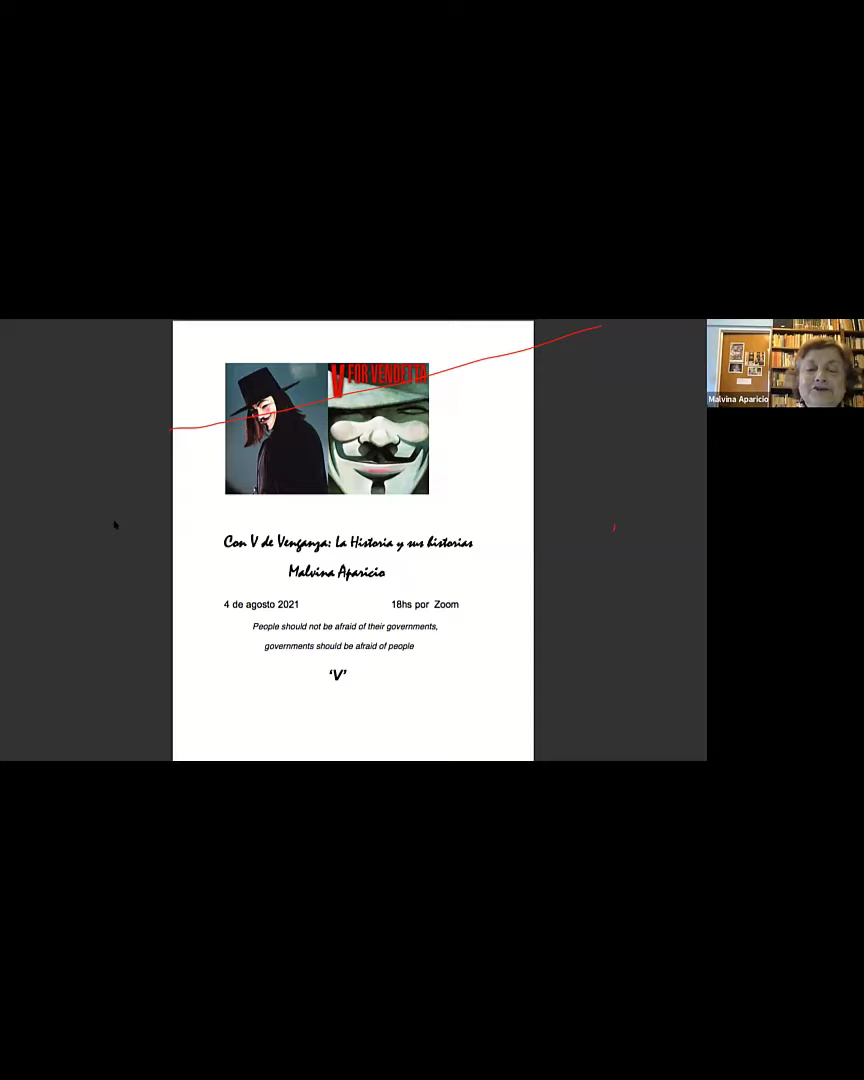 V FOR VENDETTA
Con V de Venganza: La Historia y sus historias
Malvina Aparicio
4 de agosto 2021 18hs por Zoom
People should not be afraid of their governments,
governments should be afraid of people
‘V’
Malvina Aparicio